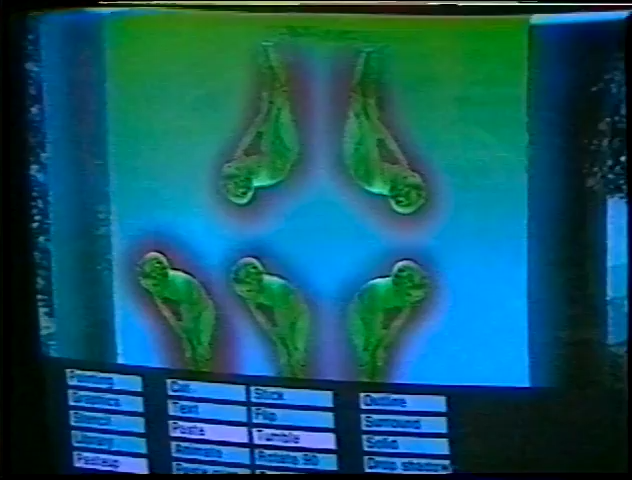 Painting
Graphics
Stencil
Library
Pasteup
Cut
Text
Paste
Animate
Stick
Flip
Tumble
Rotate 90
Outline
Surround
Solid
Drop shadow